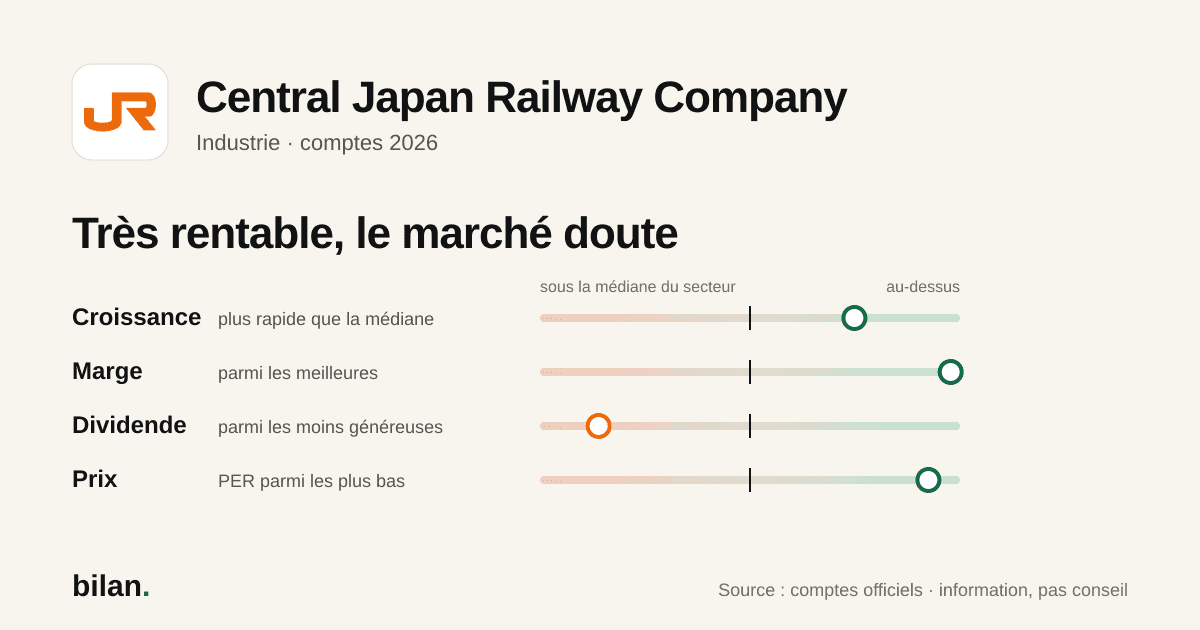 JR
Central Japan Railway Company
Industrie · comptes 2026
Très rentable, le marché doute
sous la médiane du secteur au-dessus
Croissance plus rapide que la médiane
Marge parmi les meilleures
Dividende parmi les moins généreuses
Prix PER parmi les plus bas
bilan.
Source : comptes officiels · information, pas conseil